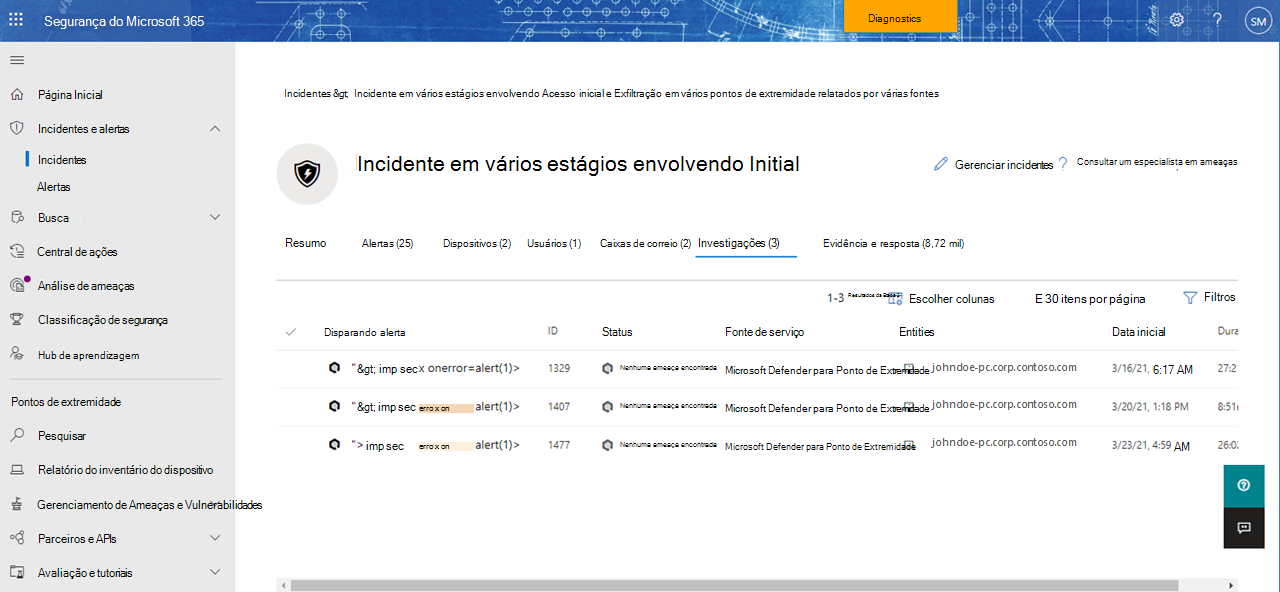 Segurança do Microsoft 365
Diagnostics
?
SM
Página Inicial
Incidentes e alertas
Incidentes
Alertas
Busca
Central de ações
Análise de ameaças
Classificação de segurança
Hub de aprendizagem
Pontos de extremidade
Pesquisar
Relatório do inventário do dispositivo
Gerenciamento de Ameaças e Vulnerabilidades
Parceiros e APIs
Avaliação e tutoriais
Incidentes &gt; Incidente em vários estágios envolvendo Acesso inicial e Exfiltração em vários pontos de extremidade relatados por várias fontes
Incidente em vários estágios envolvendo Initial
Gerenciar incidentes ? Consultar um especialista em ameaças
Resumo Alertas (25) Dispositivos (2) Usuários (1) Caixas de correio (2) Investigações (3) Evidência e resposta (8,72 mil)
1-3 Escolher colunas E 30 itens por página Filtros
Disparando alerta ID Status Fonte de serviço Entities Data inicial Dura
"&gt; imp sec x onerror=alert(1)> 1329 Nenhuma ameaça encontrada Microsoft Defender para Ponto de Extremidade johndoe-pc.corp.contoso.com 3/16/21, 6:17 AM 27:2
"&gt; imp sec erro x on alert(1)> 1407 Nenhuma ameaça encontrada Microsoft Defender para Ponto de Extremidade johndoe-pc.corp.contoso.com 3/20/21, 1:18 PM 8:51
"> imp sec erro x on alert(1)> 1477 Nenhuma ameaça encontrada Microsoft Defender para Ponto de Extremidade johndoe-pc.corp.contoso.com 3/23/21, 4:59 AM 26:0